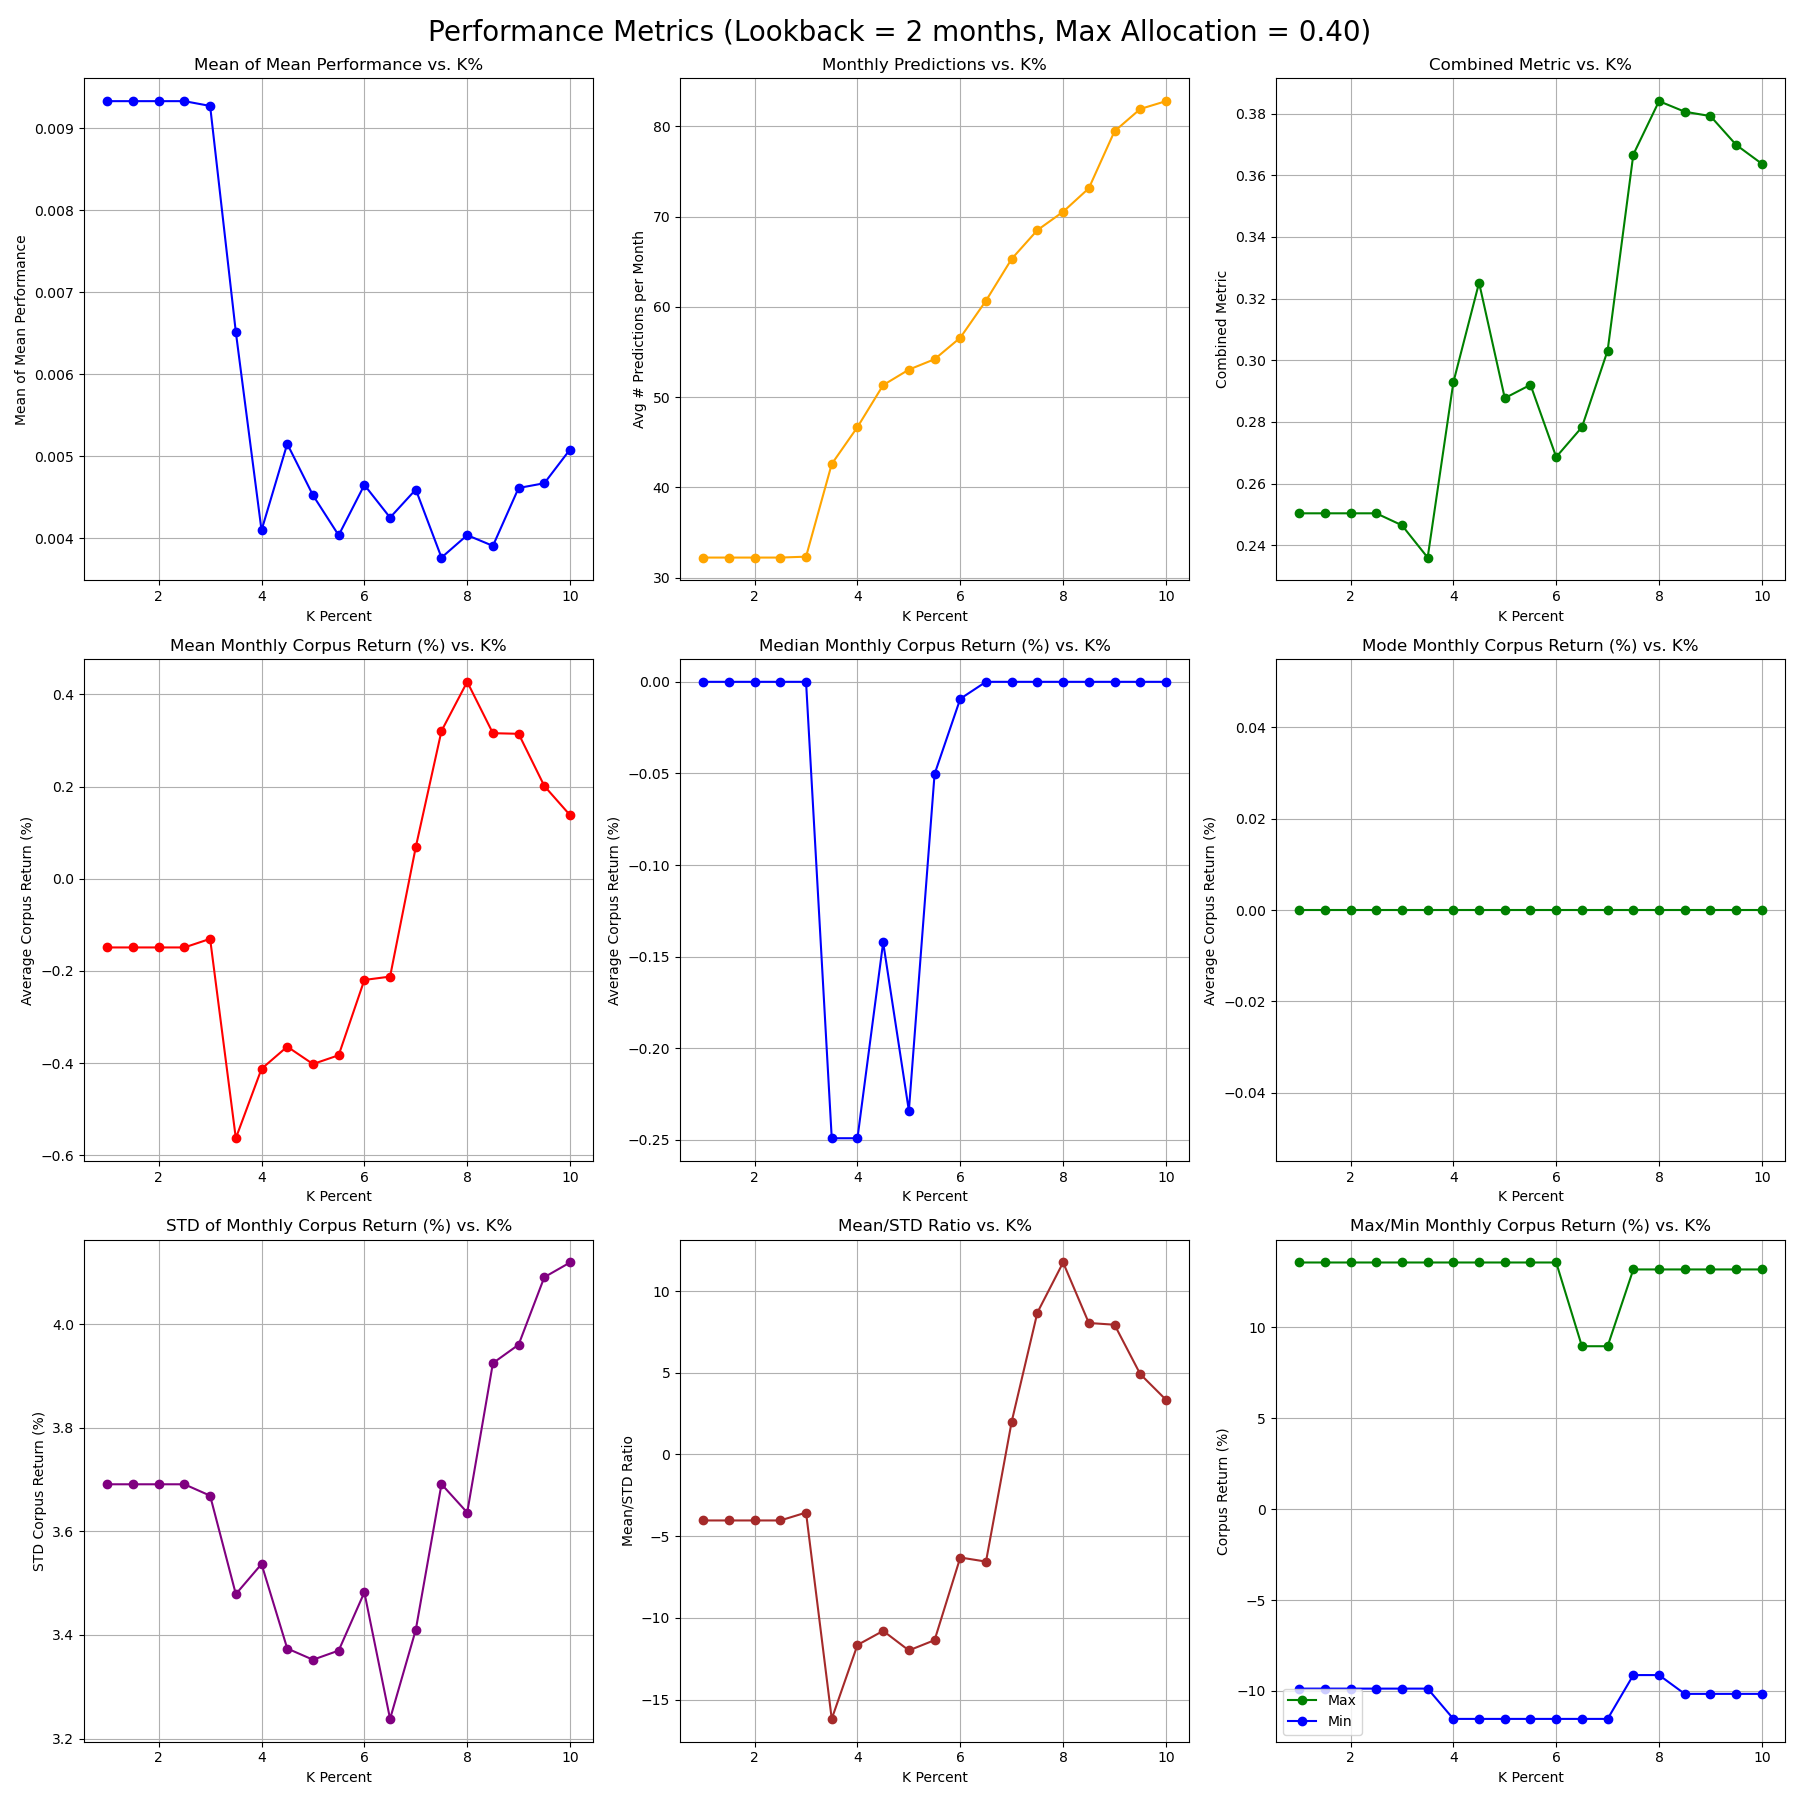 Performance Metrics (Lookback = 2 months, Max Allocation = 0.40)
Mean of Mean Performance vs. K%
Mean of Mean Performance
0.009
0.008
0.007
0.006
0.005
0.004
2 4 6 8 10
K Percent
Monthly Predictions vs. K%
Avg # Predictions per Month
80
70
60
50
40
30
2 4 6 8 10
K Percent
Combined Metric vs. K%
Combined Metric
0.38
0.36
0.34
0.32
0.30
0.28
0.26
0.24
2 4 6 8 10
K Percent
Mean Monthly Corpus Return (%) vs. K%
Average Corpus Return (%)
0.4
0.2
0.0
−0.2
−0.4
−0.6
2 4 6 8 10
K Percent
Median Monthly Corpus Return (%) vs. K%
Average Corpus Return (%)
0.00
−0.05
−0.10
−0.15
−0.20
−0.25
2 4 6 8 10
K Percent
Mode Monthly Corpus Return (%) vs. K%
Average Corpus Return (%)
0.04
0.02
0.00
−0.02
−0.04
2 4 6 8 10
K Percent
STD of Monthly Corpus Return (%) vs. K%
STD Corpus Return (%)
4.0
3.8
3.6
3.4
3.2
2 4 6 8 10
K Percent
Mean/STD Ratio vs. K%
Mean/STD Ratio
10
5
0
−5
−10
−15
2 4 6 8 10
K Percent
Max/Min Monthly Corpus Return (%) vs. K%
Corpus Return (%)
10
5
0
−5
−10
Max
Min
2 4 6 8 10
K Percent